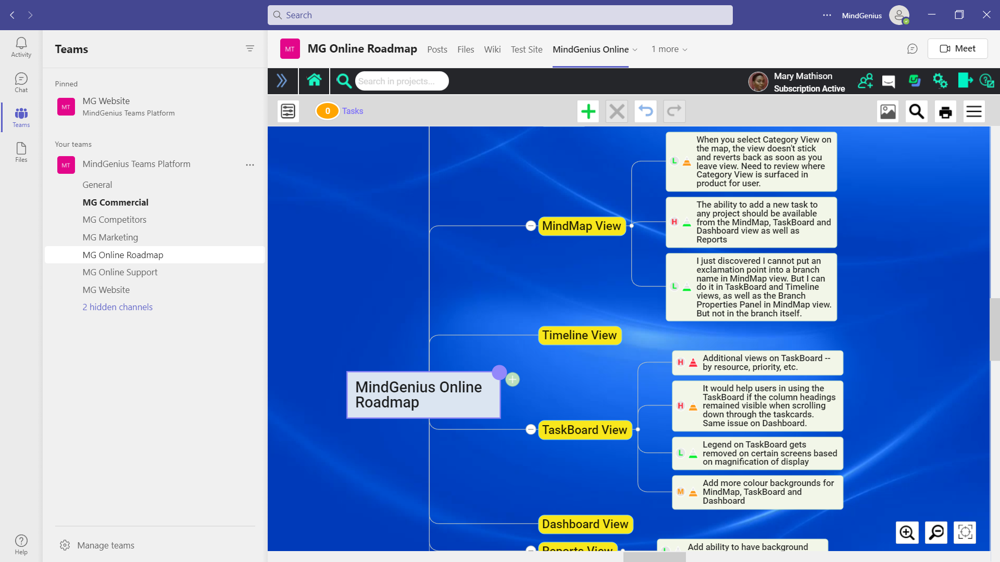 Search
MindGenius
Activity
Chat
Teams
Files
Help
Teams
Pinned
MT
MG Website
MindGenius Teams Platform
Your teams
MT
MindGenius Teams Platform
General
MG Commercial
MG Competitors
MG Marketing
MG Online Roadmap
MG Online Support
MG Website
2 hidden channels
Manage teams
MT
MG Online Roadmap
Posts
Files
Wiki
Test Site
MindGenius Online
1 more
Meet
Search in projects...
Mary Mathison
Subscription Active
0
Tasks
MindGenius Online
Roadmap
MindMap View
L
When you select Category View on
the map, the view doesn't stick
and reverts back as soon as you
leave view. Need to review where
Category View is surfaced in
product for user.
H
The ability to add a new task to
any project should be available
from the MindMap, TaskBoard and
Dashboard view as well as
Reports
L
I just discovered I cannot put an
exclamation point into a branch
name in MindMap view. But I can
do it in TaskBoard and Timeline
views, as well as the Branch
Properties Panel in MindMap view.
But not in the branch itself.
Timeline View
TaskBoard View
H
Additional views on TaskBoard --
by resource, priority, etc.
H
It would help users in using the
TaskBoard if the column headings
remained visible when scrolling
down through the taskcards.
Same issue on Dashboard.
L
Legend on TaskBoard gets
removed on certain screens based
on magnification of display
M
Add more colour backgrounds for
MindMap, TaskBoard and
Dashboard
Dashboard View
Reports View
L
Add ability to have background